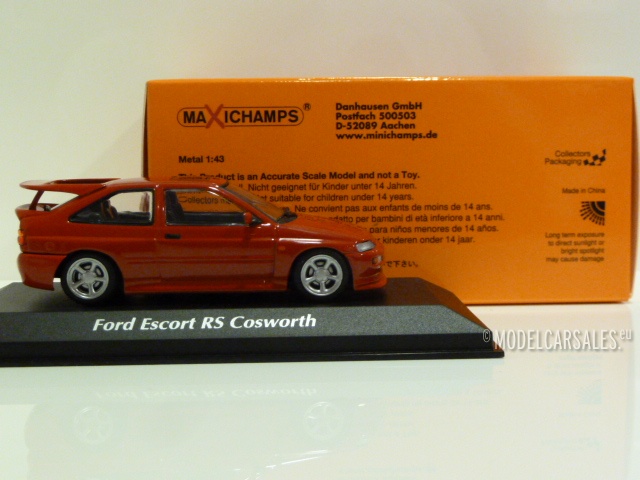 MAXICHAMPS®
Danhausen GmbH
Postfach 500503
D-52089 Aachen
www.minichamps.de
Metal 1:43
This Product is an Accurate Scale Model and not a Toy.
Nicht geeignet für Kinder unter 14 Jahren.
Collectors suitable for children under 14 years.
Ne convient pas aux enfants de moins de 14 ans.
per bambini di età inferiore a 14 anni.
para niños menores de 14 años.
kinderen onder 14 jaar.
Collectors
Packaging
Made in China
Long term exposure
to direct sunlight or
bright spotlight
may cause damage
Ford Escort RS Cosworth
© MODELCARSALES.EU